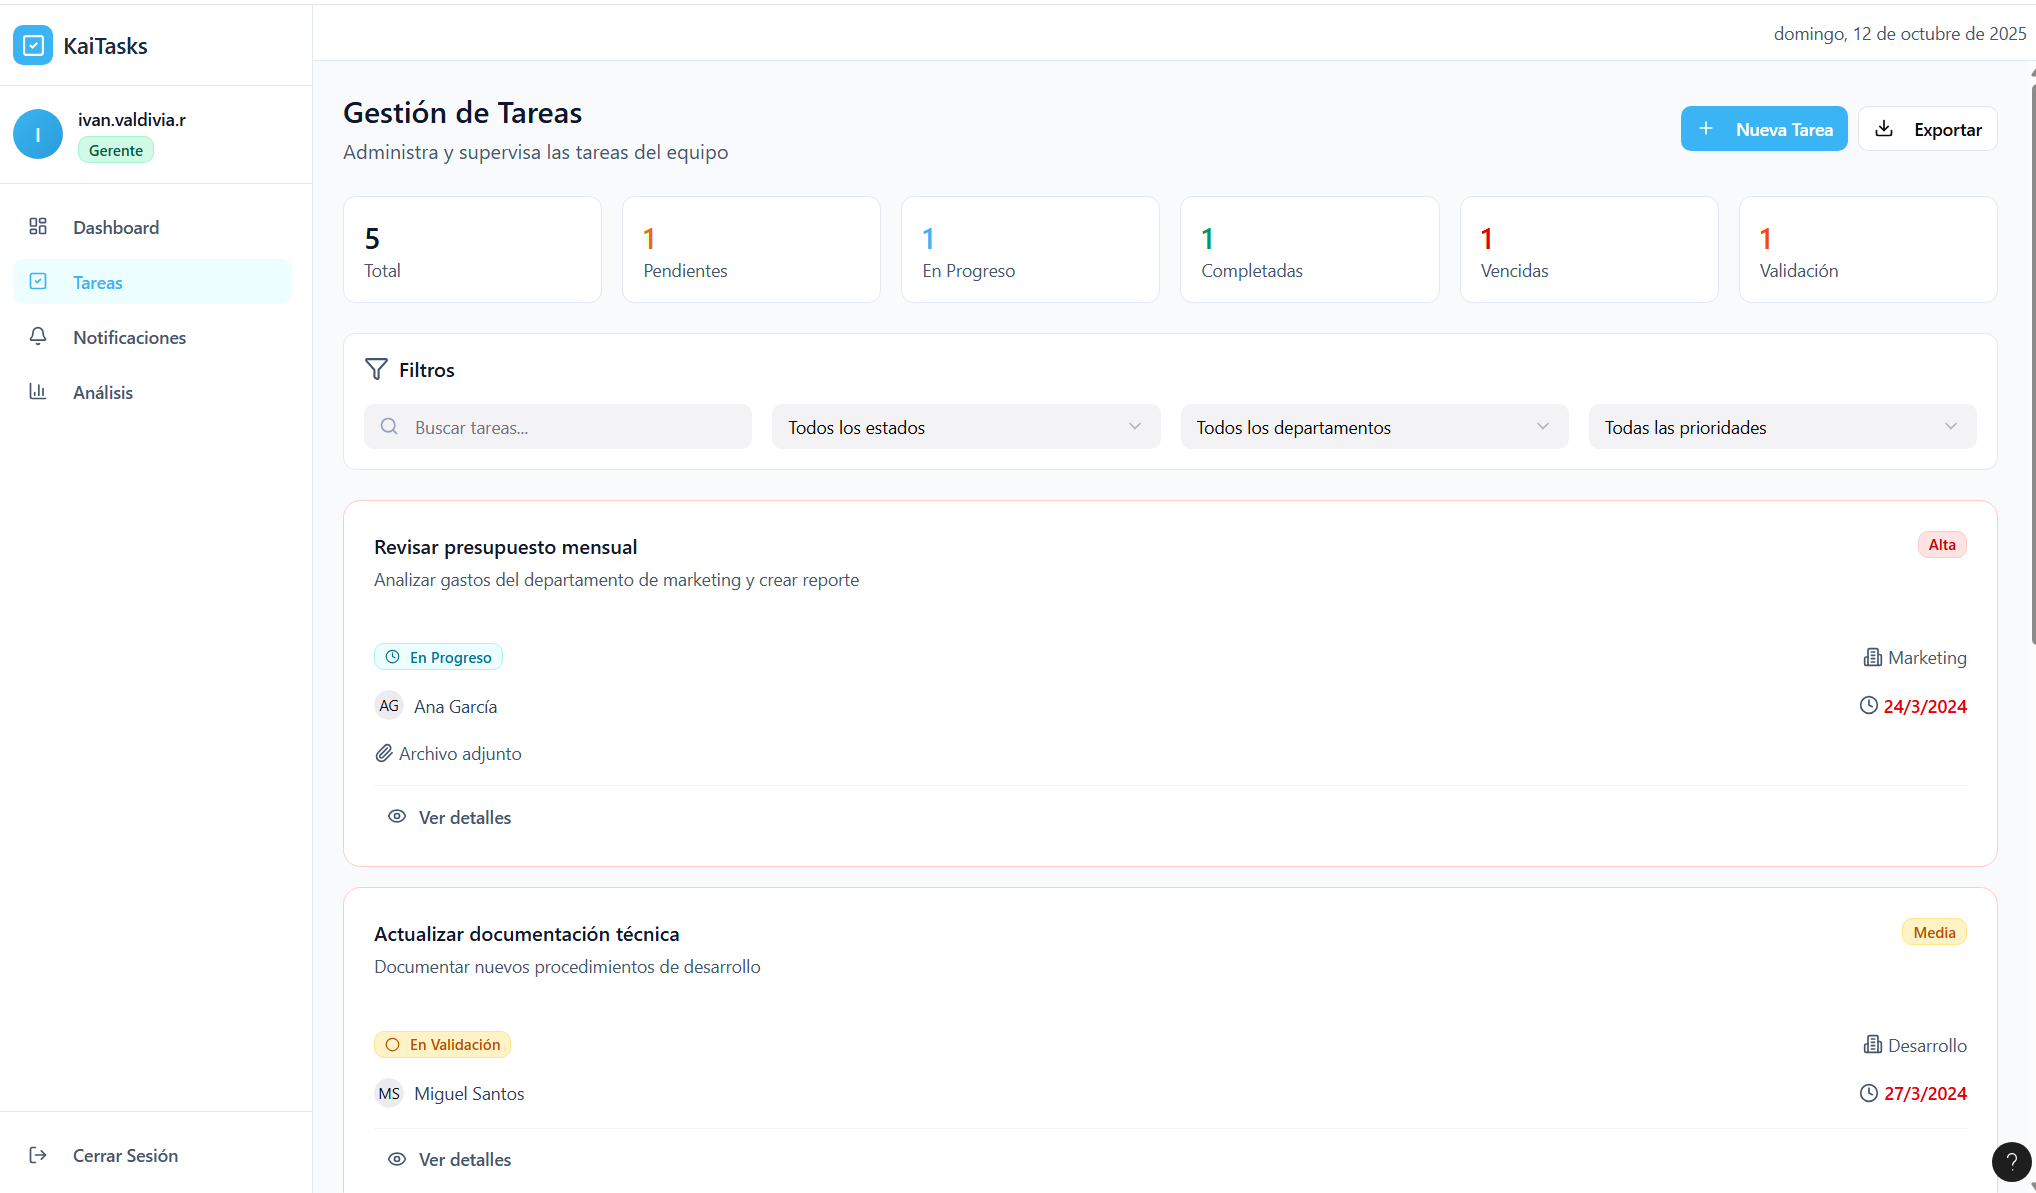 KaiTasks
domingo, 12 de octubre de 2025
I
ivan.valdivia.r
Gerente
Dashboard
Tareas
Notificaciones
Análisis
Cerrar Sesión
Gestión de Tareas
Administra y supervisa las tareas del equipo
Nueva Tarea
Exportar
5
Total
1
Pendientes
1
En Progreso
1
Completadas
1
Vencidas
1
Validación
Filtros
Buscar tareas...
Todos los estados
Todos los departamentos
Todas las prioridades
Revisar presupuesto mensual
Alta
Analizar gastos del departamento de marketing y crear reporte
En Progreso
Marketing
AG Ana García
24/3/2024
Archivo adjunto
Ver detalles
Actualizar documentación técnica
Media
Documentar nuevos procedimientos de desarrollo
En Validación
Desarrollo
MS Miguel Santos
27/3/2024
Ver detalles
?